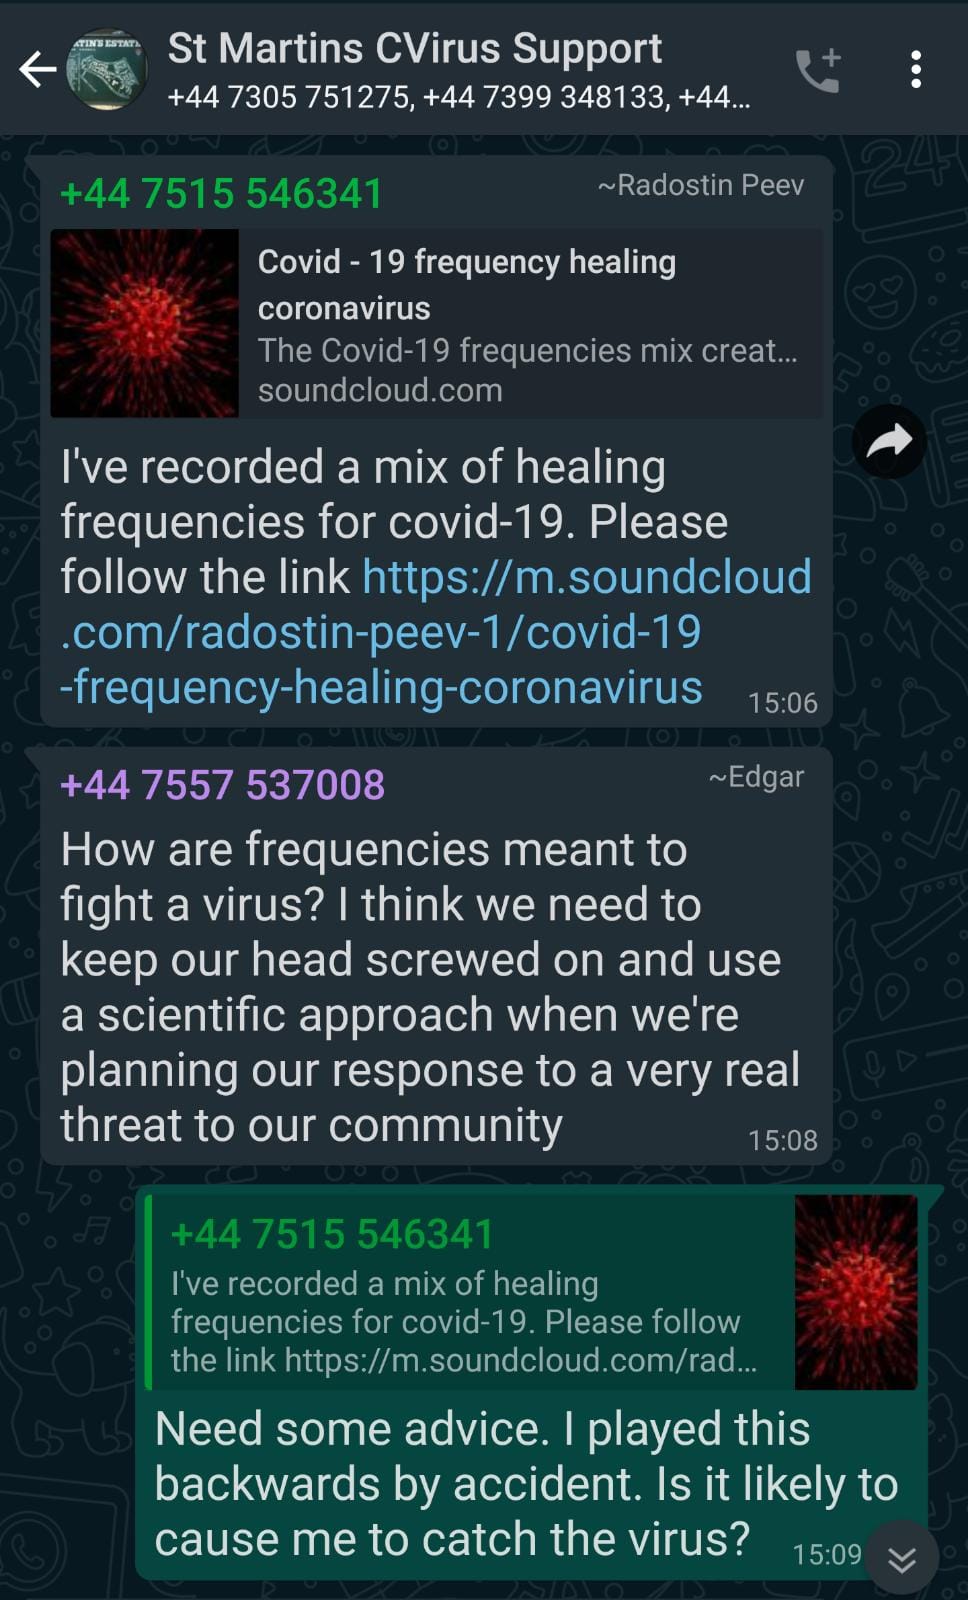 TIN'S ESTAT
St Martins CVirus Support
+44 7305 751275, +44 7399 348133, +44...
+44 7515 546341 ~Radostin Peev
Covid - 19 frequency healing
coronavirus
The Covid-19 frequencies mix creat...
soundcloud.com
I've recorded a mix of healing
frequencies for covid-19. Please
follow the link https://m.soundcloud
.com/radostin-peev-1/covid-19
-frequency-healing-coronavirus 15:06
+44 7557 537008 ~Edgar
How are frequencies meant to
fight a virus? I think we need to
keep our head screwed on and use
a scientific approach when we're
planning our response to a very real
threat to our community 15:08
+44 7515 546341
I've recorded a mix of healing
frequencies for covid-19. Please follow
the link https://m.soundcloud.com/rad...
Need some advice. I played this
backwards by accident. Is it likely to
cause me to catch the virus? 15:09